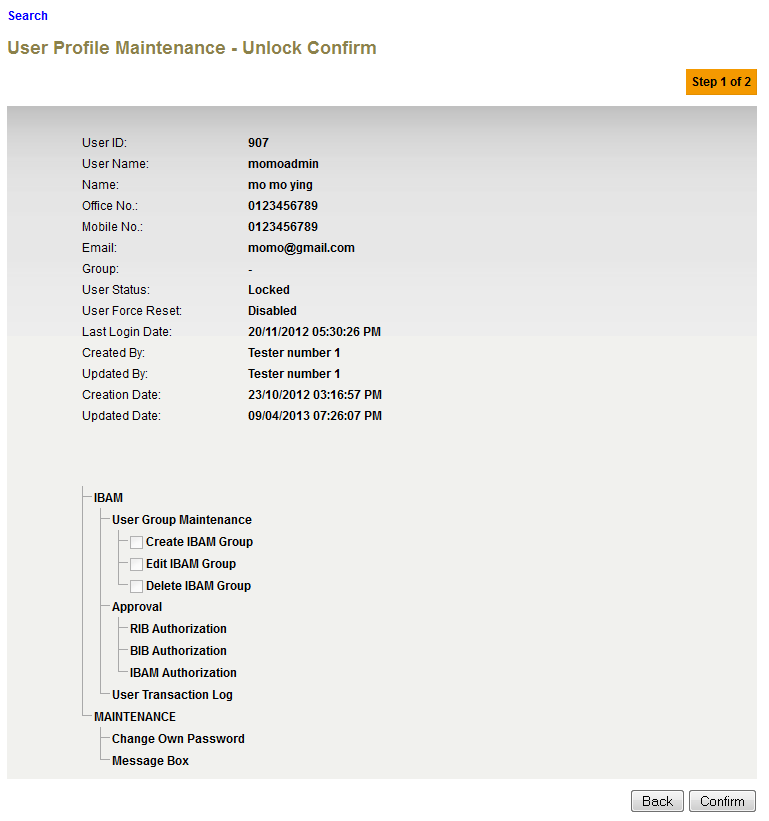 Search
User Profile Maintenance - Unlock Confirm
Step 1 of 2
User ID: 907
User Name: momoadmin
Name: mo mo ying
Office No.: 0123456789
Mobile No.: 0123456789
Email: momo@gmail.com
Group: -
User Status: Locked
User Force Reset: Disabled
Last Login Date: 20/11/2012 05:30:26 PM
Created By: Tester number 1
Updated By: Tester number 1
Creation Date: 23/10/2012 03:16:57 PM
Updated Date: 09/04/2013 07:26:07 PM
IBAM
User Group Maintenance
Create IBAM Group
Edit IBAM Group
Delete IBAM Group
Approval
RIB Authorization
BIB Authorization
IBAM Authorization
User Transaction Log
MAINTENANCE
Change Own Password
Message Box
Back Confirm